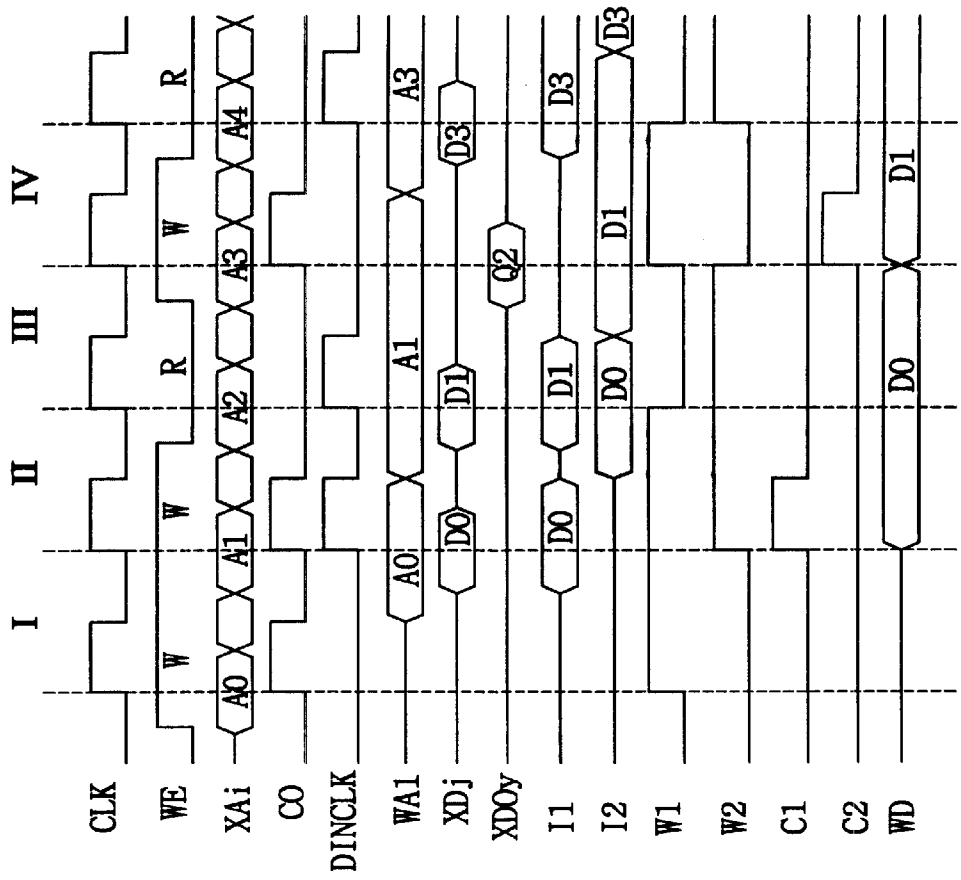 I II III IV
CLK
WE W W R W R
XAi A0 A1 A2 A3 A4
CO
DINCLK
WA1 A0 A1 A3
XDj D0 D1 D3
XDOy Q2
I1 D0 D1 D3
I2 D0 D1 D3
W1
W2
C1
C2
WD D0 D1